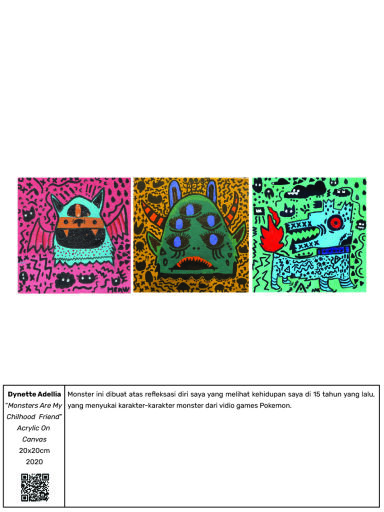 MEAW
XXXX
XXXX
Dynette Adellia
"Monsters Are My
Chilhood Friend"
Acrylic On
Canvas
20x20cm
2020
Monster ini dibuat atas refleksasi diri saya yang melihat kehidupan saya di 15 tahun yang lalu,
yang menyukai karakter-karakter monster dari vidio games Pokemon.